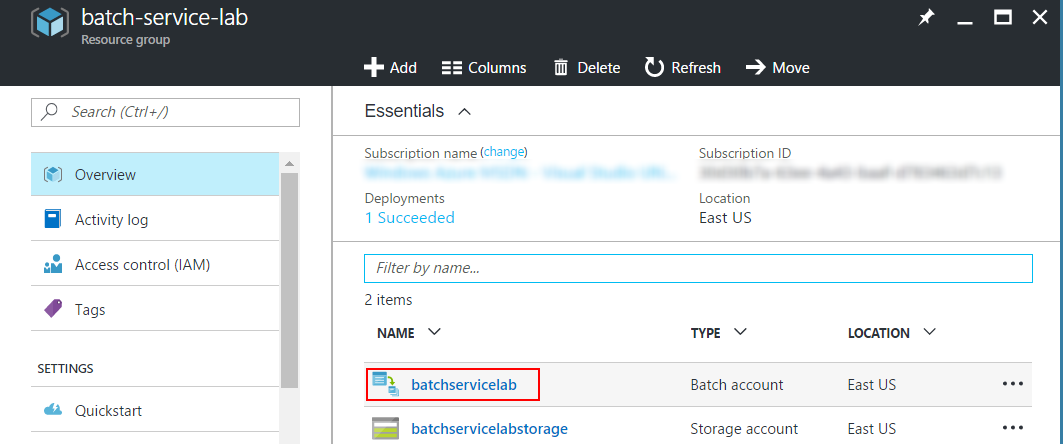 batch-service-lab
Resource group
Add Columns Delete Refresh Move
Search (Ctrl+/)
Overview
Activity log
Access control (IAM)
Tags
SETTINGS
Quickstart
Essentials
Subscription name (change) Subscription ID
Deployments Location
1 Succeeded East US
Filter by name...
2 items
NAME TYPE LOCATION
batchservicelab Batch account East US
batchservicelabstorage Storage account East US